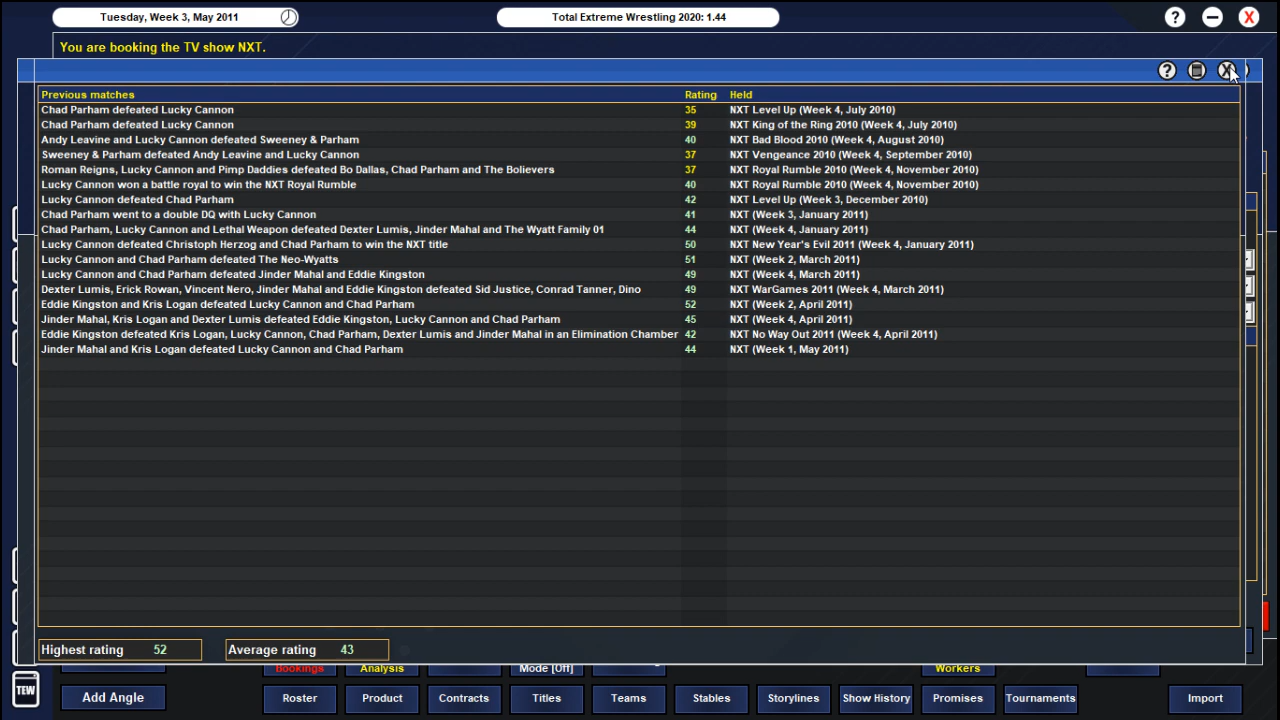 Tuesday, Week 3, May 2011
Total Extreme Wrestling 2020: 1.44
?
X
You are booking the TV show NXT.
?
X
Previous matches Rating Held
Chad Parham defeated Lucky Cannon 35 NXT Level Up (Week 4, July 2010)
Chad Parham defeated Lucky Cannon 39 NXT King of the Ring 2010 (Week 4, July 2010)
Andy Leavine and Lucky Cannon defeated Sweeney & Parham 40 NXT Bad Blood 2010 (Week 4, August 2010)
Sweeney & Parham defeated Andy Leavine and Lucky Cannon 37 NXT Vengeance 2010 (Week 4, September 2010)
Roman Reigns, Lucky Cannon and Pimp Daddies defeated Bo Dallas, Chad Parham and The Bolievers 37 NXT Royal Rumble 2010 (Week 4, November 2010)
Lucky Cannon won a battle royal to win the NXT Royal Rumble 40 NXT Royal Rumble 2010 (Week 4, November 2010)
Lucky Cannon defeated Chad Parham 42 NXT Level Up (Week 3, December 2010)
Chad Parham went to a double DQ with Lucky Cannon 41 NXT (Week 3, January 2011)
Chad Parham, Lucky Cannon and Lethal Weapon defeated Dexter Lumis, Jinder Mahal and The Wyatt Family 01 44 NXT (Week 4, January 2011)
Lucky Cannon defeated Christoph Herzog and Chad Parham to win the NXT title 50 NXT New Year's Evil 2011 (Week 4, January 2011)
Lucky Cannon and Chad Parham defeated The Neo-Wyatts 51 NXT (Week 2, March 2011)
Lucky Cannon and Chad Parham defeated Jinder Mahal and Eddie Kingston 49 NXT (Week 4, March 2011)
Dexter Lumis, Erick Rowan, Vincent Nero, Jinder Mahal and Eddie Kingston defeated Sid Justice, Conrad Tanner, Dino 49 NXT WarGames 2011 (Week 4, March 2011)
Eddie Kingston and Kris Logan defeated Lucky Cannon and Chad Parham 52 NXT (Week 2, April 2011)
Jinder Mahal, Kris Logan and Dexter Lumis defeated Eddie Kingston, Lucky Cannon and Chad Parham 45 NXT (Week 4, April 2011)
Eddie Kingston defeated Kris Logan, Lucky Cannon, Chad Parham, Dexter Lumis and Jinder Mahal in an Elimination Chamber 42 NXT No Way Out 2011 (Week 4, April 2011)
Jinder Mahal and Kris Logan defeated Lucky Cannon and Chad Parham 44 NXT (Week 1, May 2011)
Highest rating 52 Average rating 43
Bookings Analysis Mode [Off] Workers
TEW Add Angle Roster Product Contracts Titles Teams Stables Storylines Show History Promises Tournaments Import